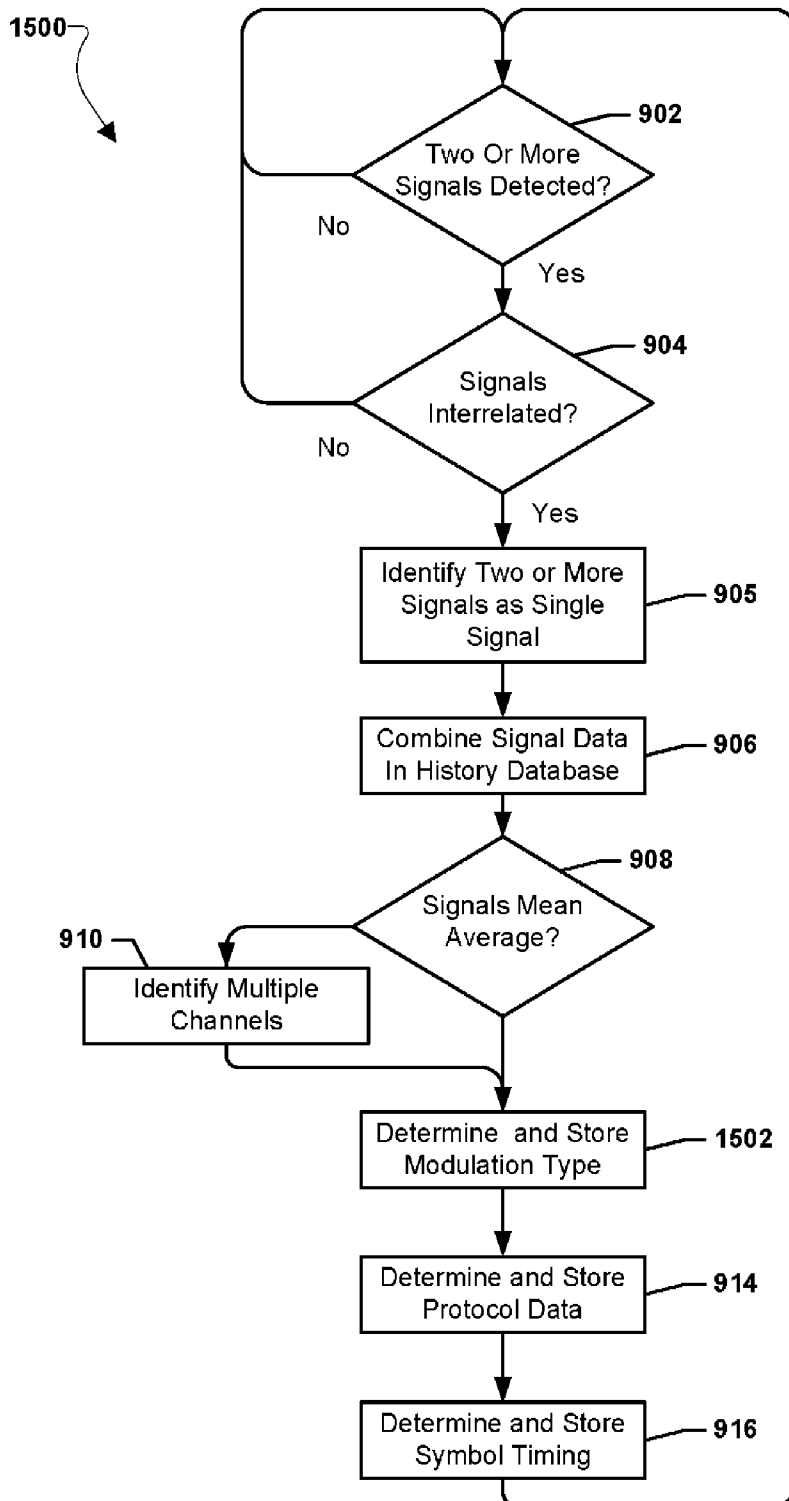 1500
902
Two Or More
Signals Detected?
No
Yes
904
Signals
Interrelated?
No
Yes
Identify Two or More
Signals as Single
Signal
905
Combine Signal Data
In History Database
906
908
Signals Mean
Average?
910
Identify Multiple
Channels
Determine and Store
Modulation Type
1502
Determine and Store
Protocol Data
914
Determine and Store
Symbol Timing
916